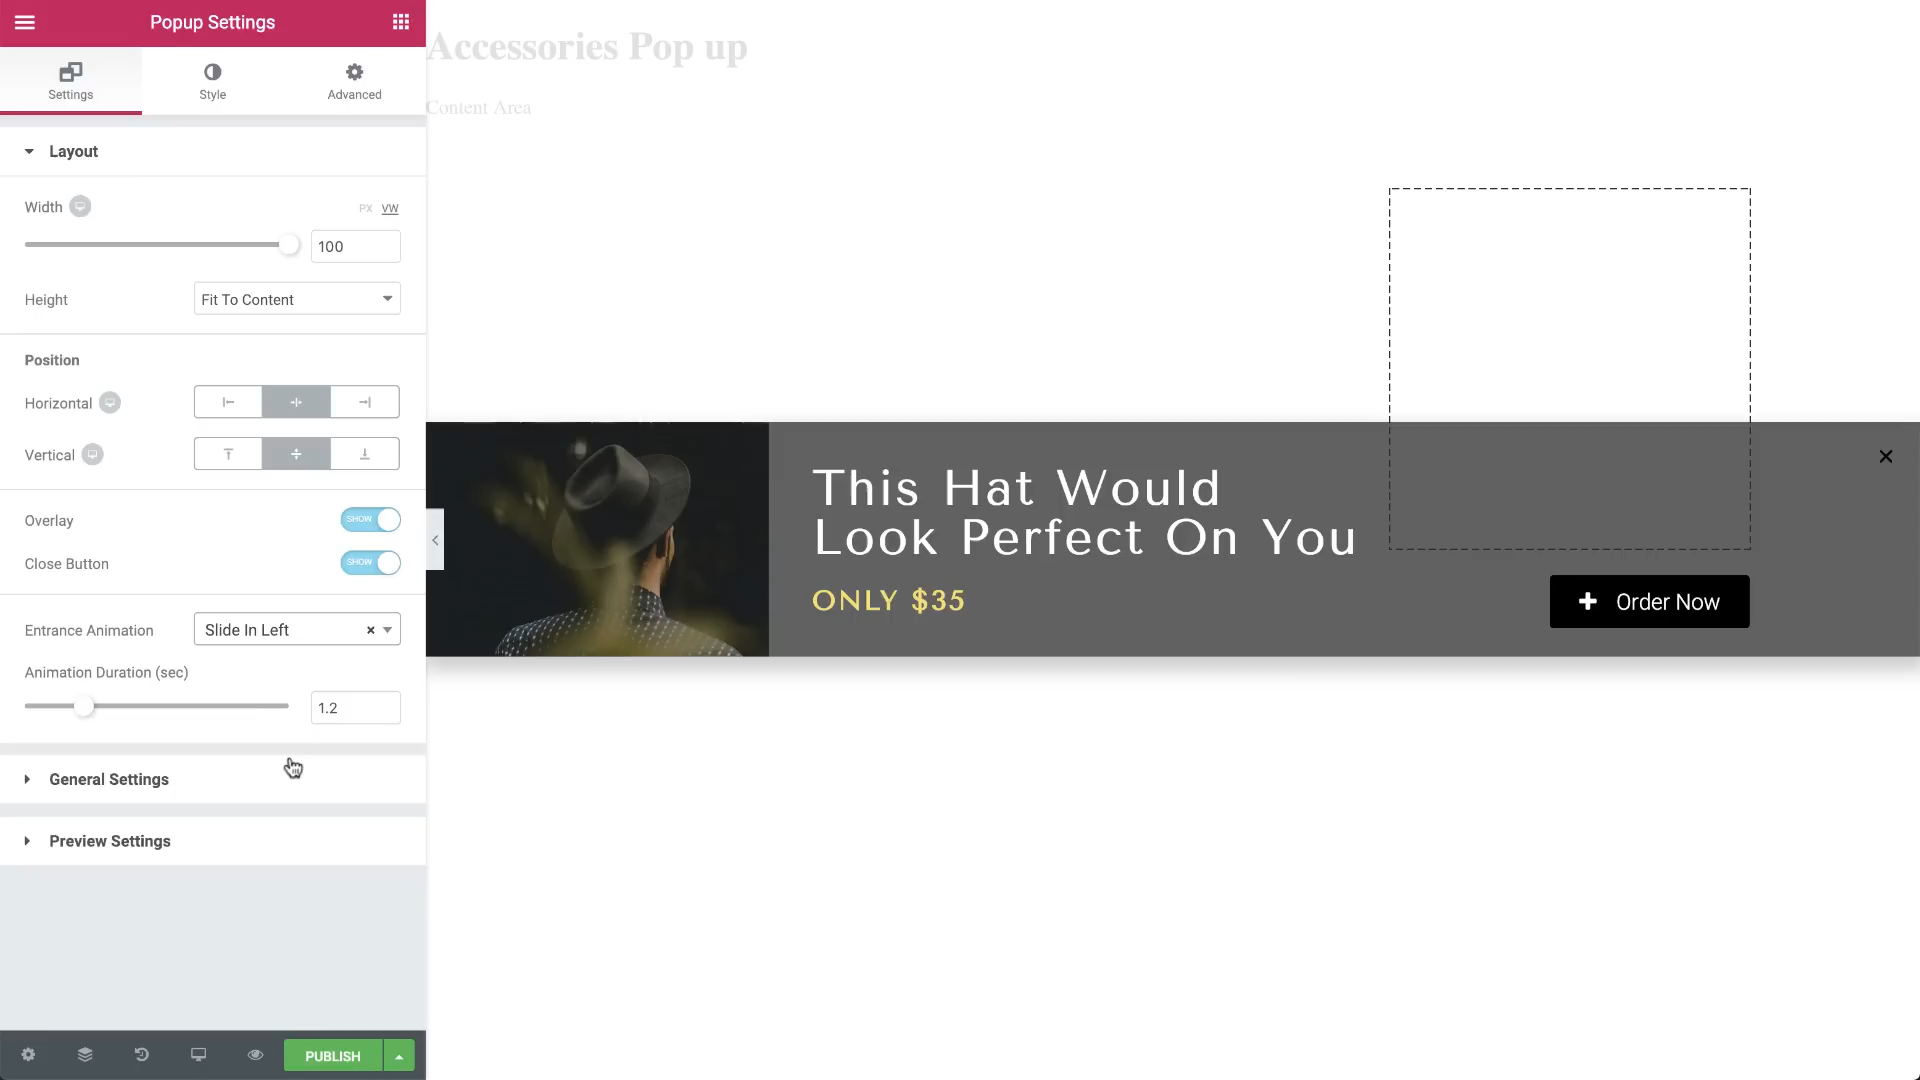 Popup Settings
Settings
Style
Advanced
Layout
Width
PX VW
100
Height
Fit To Content
Position
Horizontal
Vertical
Overlay
SHOW
Close Button
SHOW
Entrance Animation
Slide In Left
Animation Duration (sec)
1.2
General Settings
Preview Settings
PUBLISH
Accessories Pop up
Content Area
This Hat Would
Look Perfect On You
ONLY $35
Order Now